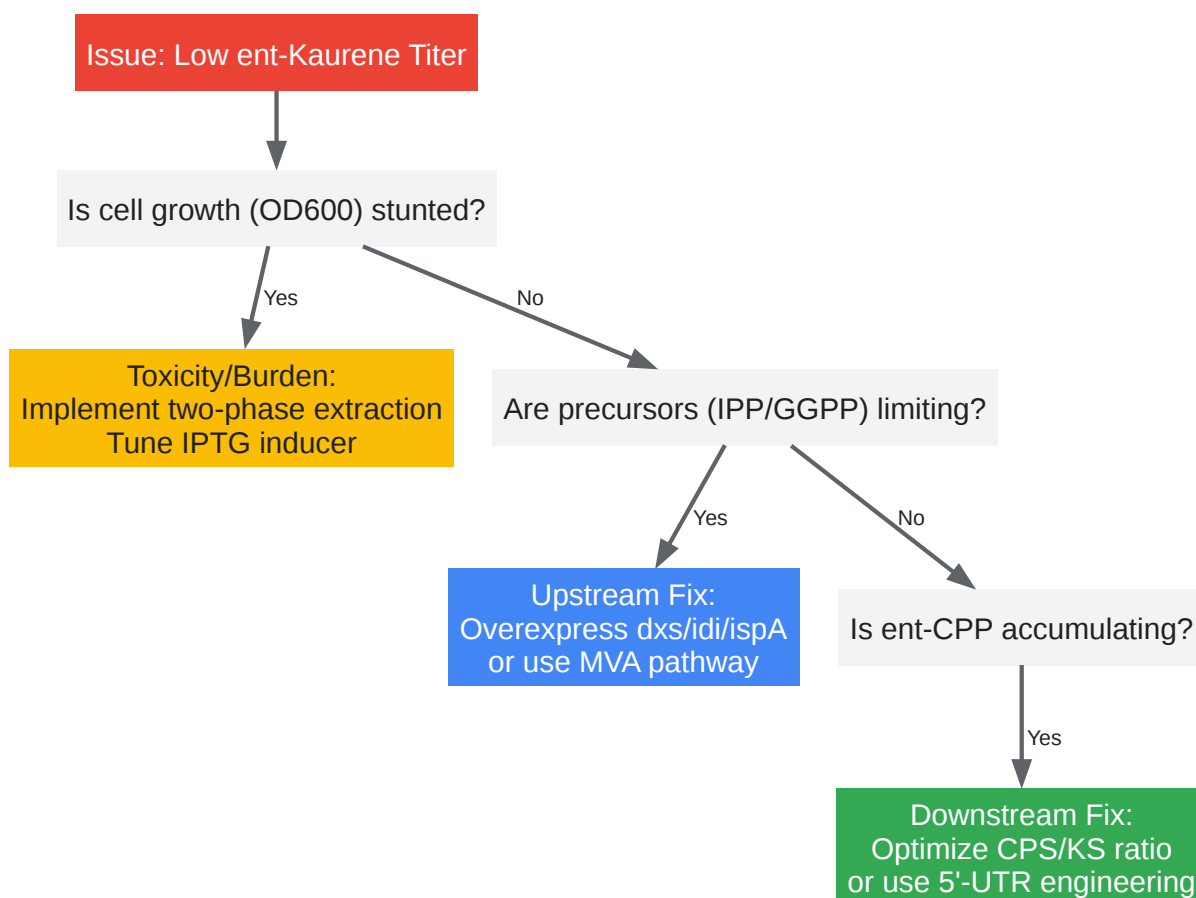 Issue: Low ent-Kaurene Titer
Is cell growth (OD600) stunted?
Yes
No
Toxicity/Burden:
Implement two-phase extraction
Tune IPTG inducer
Are precursors (IPP/GGPP) limiting?
Yes
No
Upstream Fix:
Overexpress dxs/idi/ispA
or use MVA pathway
Is ent-CPP accumulating?
Yes
Downstream Fix:
Optimize CPS/KS ratio
or use 5'-UTR engineering